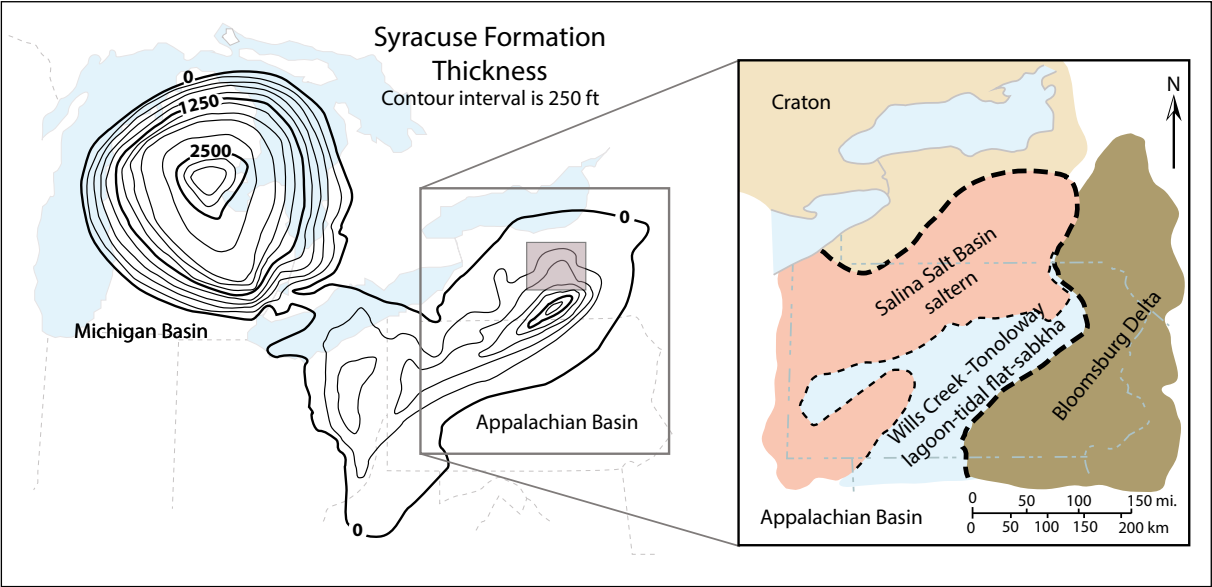 Syracuse Formation
Thickness
Contour interval is 250 ft
0
1250
2500
Michigan Basin
0
Appalachian Basin
0
Craton
N
Salina Salt Basin
saltern
Wills Creek -Tonoloway
lagoon-tidal flat-sabkha
Bloomsburg Delta
Appalachian Basin
0 50 100 150 mi.
0 50 100 150 200 km